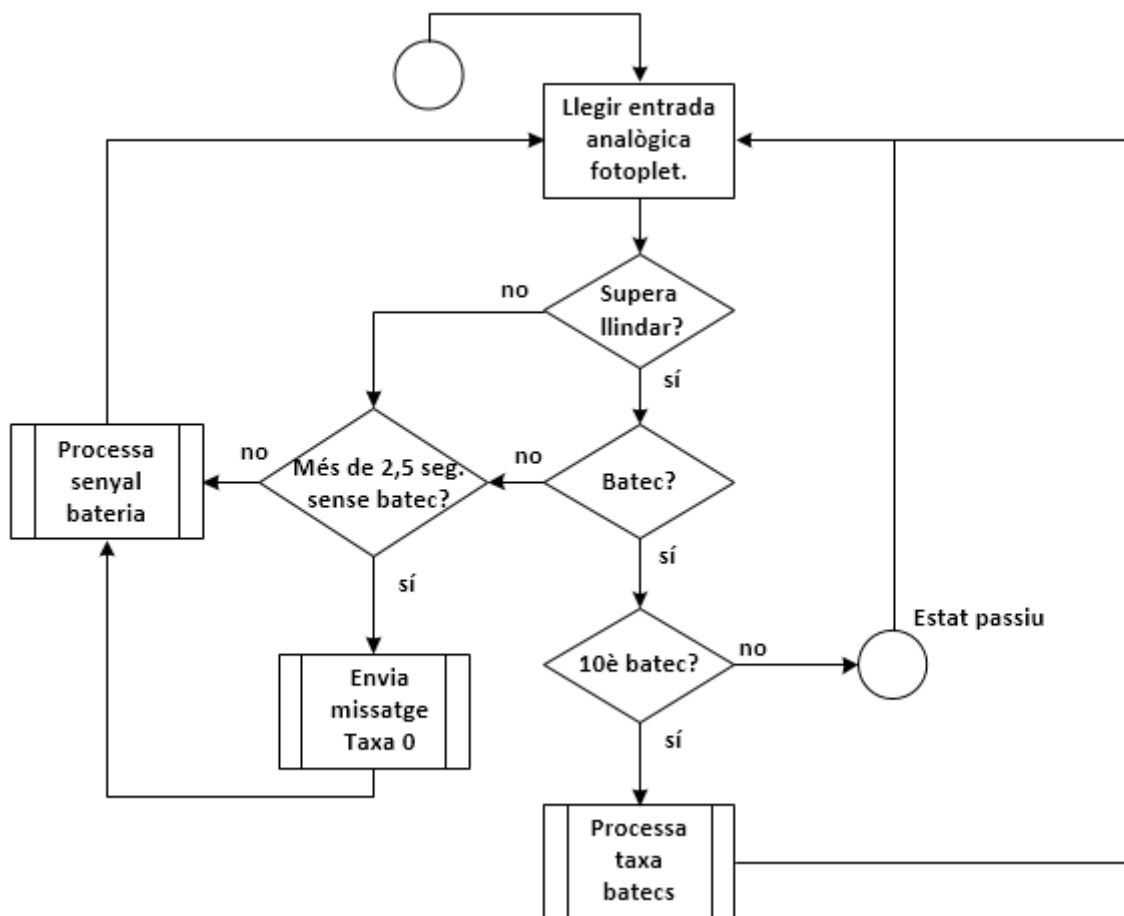 Llegir entrada
analògica
fotoplet.
no
Supera
llindar?
sí
Processa
senyal
bateria
no
Més de 2,5 seg.
sense batec?
no
Batec?
sí
sí
Estat passiu
10è batec?
no
Envia
missatge
Taxa 0
sí
Processa
taxa
batecs